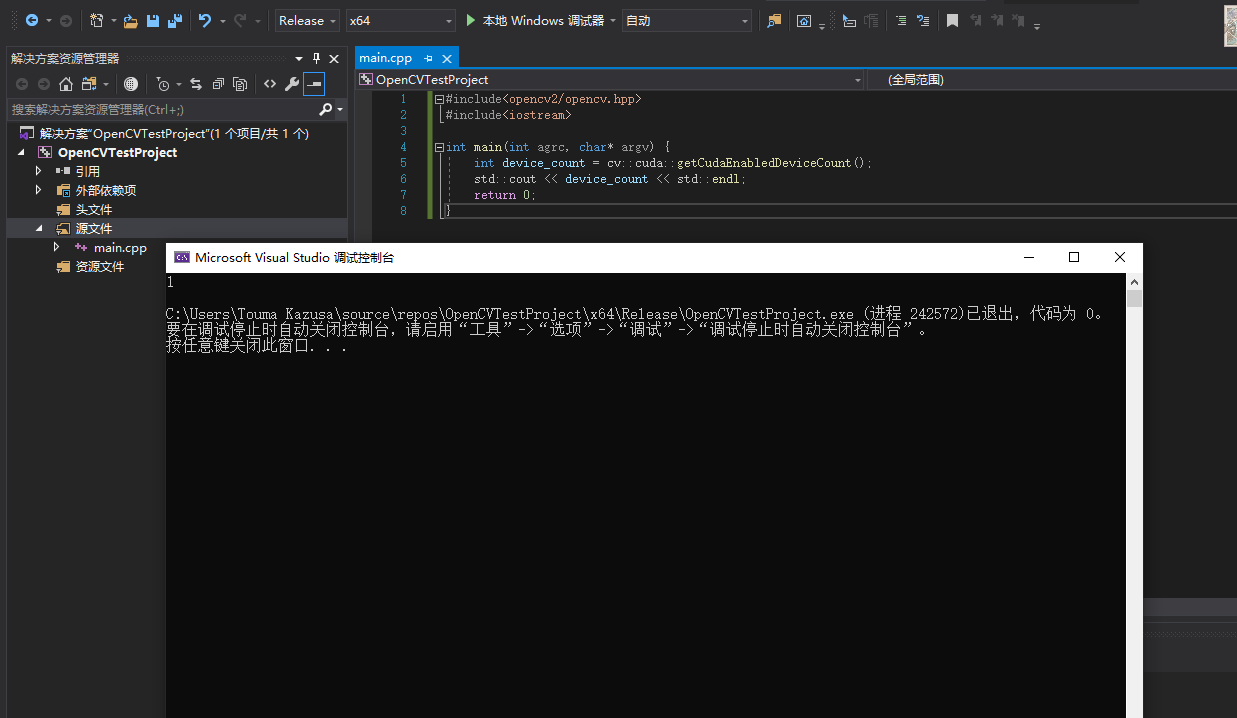 Release
x64
本地 Windows 调试器
自动
解决方案资源管理器
main.cpp
OpenCVTestProject
(全局范围)
搜索解决方案资源管理器(Ctrl+;)
解决方案"OpenCVTestProject"(1 个项目/共 1 个)
OpenCVTestProject
引用
外部依赖项
头文件
源文件
main.cpp
资源文件
1 #include<opencv2/opencv.hpp>
2 #include<iostream>
3
4 int main(int agrc, char* argv) {
5 int device_count = cv::cuda::getCudaEnabledDeviceCount();
6 std::cout << device_count << std::endl;
7 return 0;
8 }
Microsoft Visual Studio 调试控制台
1
C:\Users\Touma Kazusa\source\repos\OpenCVTestProject\x64\Release\OpenCVTestProject.exe (进程 242572)已退出，代码为 0。
要在调试停止时自动关闭控制台，请启用“工具”->“选项”->“调试”->“调试停止时自动关闭控制台”。
按任意键关闭此窗口. . .